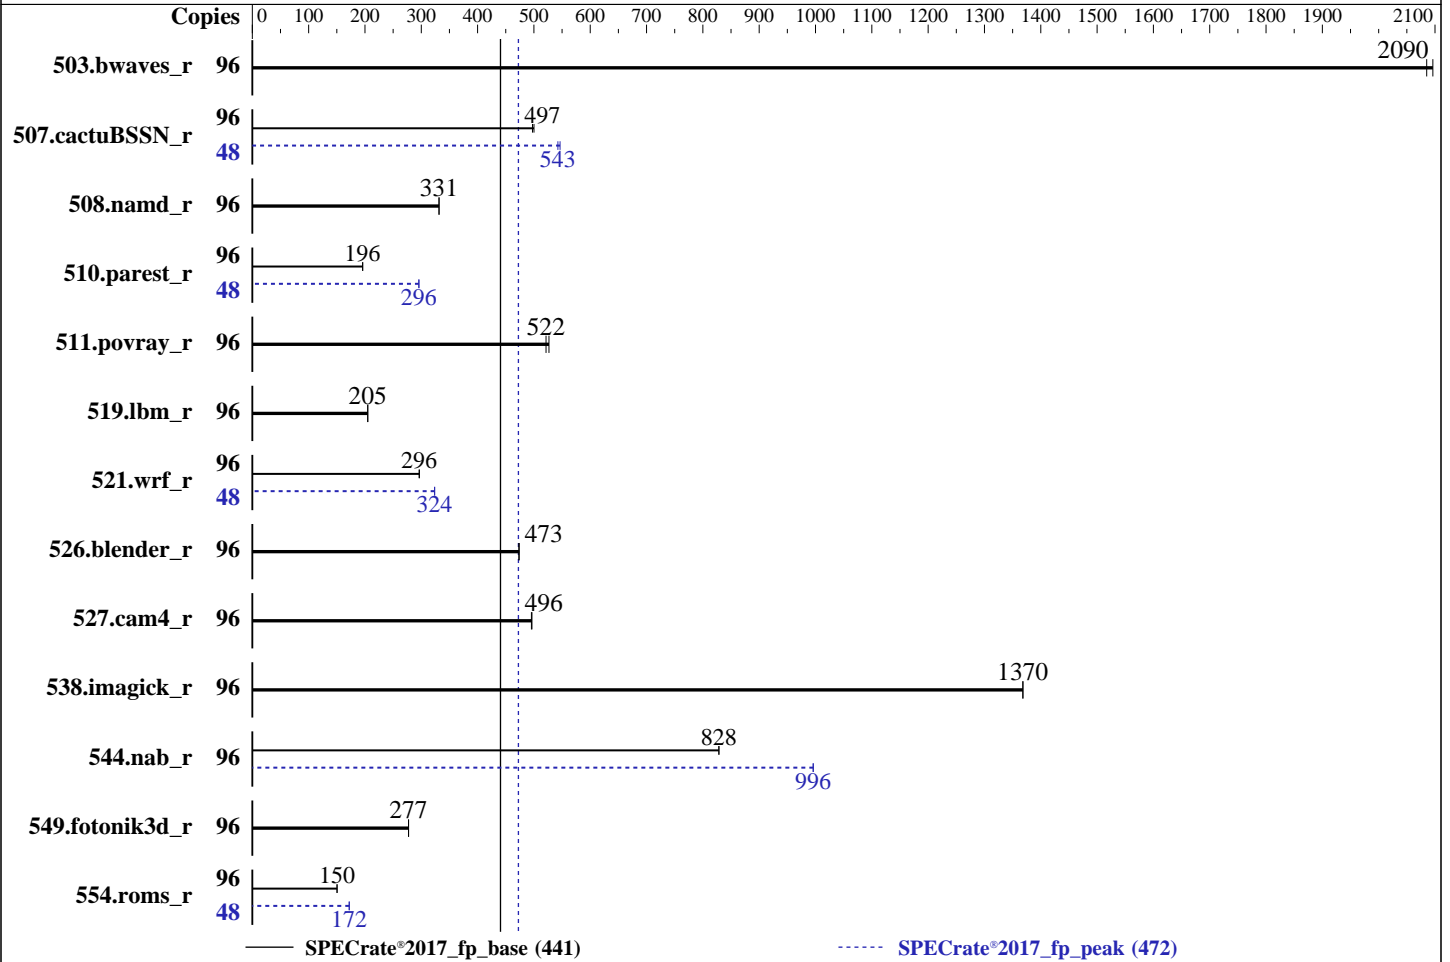 Copies 0 100 200 300 400 500 600 700 800 900 1000 1100 1200 1300 1400 1500 1600 1700 1800 1900 2100
503.bwaves_r 96 2090
507.cactuBSSN_r 96 497
48 543
508.namd_r 96 331
510.parest_r 96 196
48 296
511.povray_r 96 522
519.lbm_r 96 205
521.wrf_r 96 296
48 324
526.blender_r 96 473
527.cam4_r 96 496
538.imagick_r 96 1370
544.nab_r 96 828
996
549.fotonik3d_r 96 277
554.roms_r 96 150
48 172
SPECrate®2017_fp_base (441) SPECrate®2017_fp_peak (472)